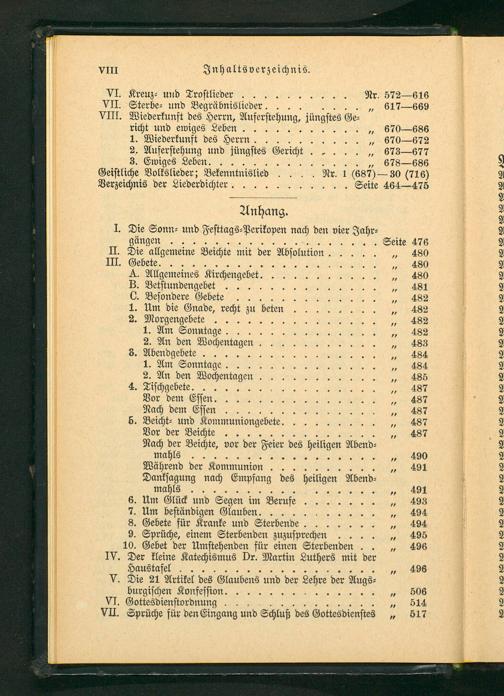 VIII Inhaltsverzeichnis.
VI. Kreuz- und Trostlieder . . . . . . . . . . Nr. 572—616
VII. Sterbe- und Begräbnislieder . . . . . . . . „ 617—669
VIII. Wiederkunft des Herrn, Auferstehung, jüngstes Ge-
richt und ewiges Leben . . . . . . . . . . „ 670—686
1. Wiederkunft des Herrn . . . . . . . . . „ 670—672
2. Auferstehung und jüngstes Gericht . . . . . „ 673—677
3. Ewiges Leben . . . . . . . . . . . . . „ 678—686
Geistliche Volkslieder; Bekenntnislied . . . . Nr. 1 (687)—30 (716)
Verzeichnis der Liederdichter . . . . . . . . . Seite 464—475
Anhang.
I. Die Sonn- und Festtags-Perikopen nach den vier Jahr-
gängen . . . . . . . . . . . . . . . . Seite 476
II. Die allgemeine Beichte mit der Absolution . . . . . „ 480
III. Gebete . . . . . . . . . . . . . . . . . „ 480
A. Allgemeines Kirchengebet . . . . . . . . . „ 480
B. Betstundengebet . . . . . . . . . . . . „ 481
C. Besondere Gebete . . . . . . . . . . . . „ 482
1. Um die Gnade, recht zu beten . . . . . . . . „ 482
2. Morgengebete . . . . . . . . . . . . . „ 482
1. Am Sonntage . . . . . . . . . . . . „ 482
2. An den Wochentagen . . . . . . . . . . „ 483
3. Abendgebete . . . . . . . . . . . . . . „ 484
1. Am Sonntage . . . . . . . . . . . . „ 484
2. An den Wochentagen . . . . . . . . . . „ 485
4. Tischgebete . . . . . . . . . . . . . . „ 487
Vor dem Essen . . . . . . . . . . . . . „ 487
Nach dem Essen . . . . . . . . . . . . „ 487
5. Beicht- und Kommuniongebete . . . . . . . . „ 487
Vor der Beichte . . . . . . . . . . . . „ 487
Nach der Beichte, vor der Feier des heiligen Abend-
mahls . . . . . . . . . . . . . . . „ 490
Während der Kommunion . . . . . . . . . „ 491
Danksagung nach Empfang des heiligen Abend-
mahls . . . . . . . . . . . . . . . „ 491
6. Um Glück und Segen im Berufe . . . . . . . „ 493
7. Um beständigen Glauben . . . . . . . . . . „ 494
8. Gebete für Kranke und Sterbende . . . . . . „ 494
9. Sprüche, einem Sterbenden zuzusprechen . . . . „ 495
10. Gebet der Umstehenden für einen Sterbenden . . „ 496
IV. Der kleine Katechismus Dr. Martin Luthers mit der
Haustafel . . . . . . . . . . . . . . . „ 496
V. Die 21 Artikel des Glaubens und der Lehre der Augs-
burgischen Konfession . . . . . . . . . . . . „ 506
VI. Gottesdienstordnung . . . . . . . . . . . . „ 514
VII. Sprüche für den Eingang und Schluß des Gottesdienstes „ 517